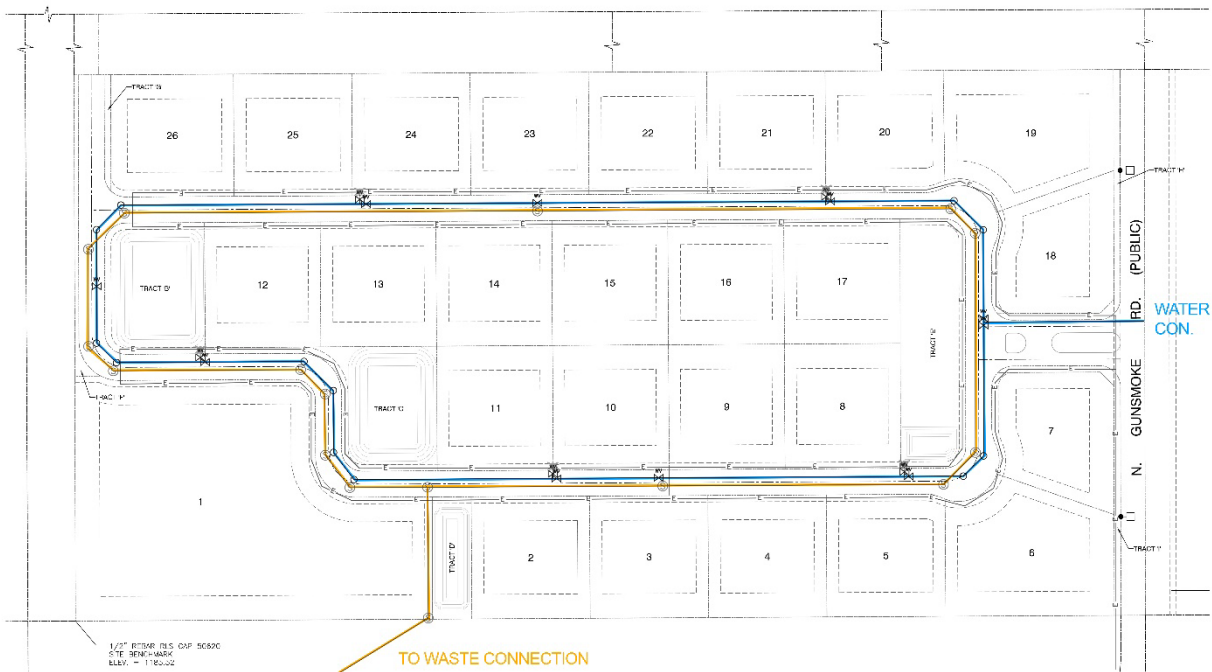 TRACT 'G'
26
25
24
23
22
21
20
19
TRACT 'H'
18
TRACT 'B'
12
13
14
15
16
17
TRACT 'E'
N. GUNSMOKE RD. (PUBLIC)
WATER
CON.
TRACT 'F'
TRACT 'C'
11
10
9
8
7
1
TRACT 'D'
2
3
4
5
6
TRACT 'I'
1/2" REBAR RLS CAP 50620
SITE BENCHMARK
TO WASTE CONNECTION